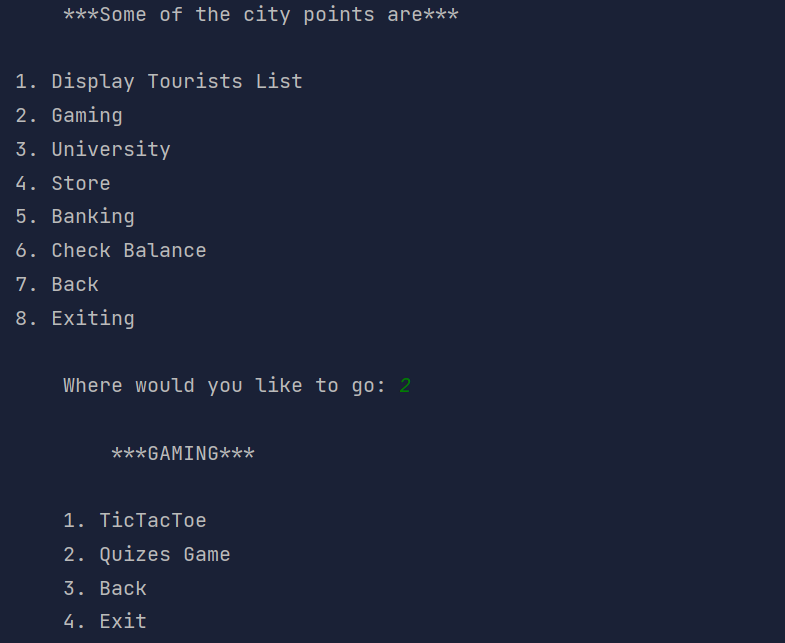 ***Some of the city points are***
1. Display Tourists List
2. Gaming
3. University
4. Store
5. Banking
6. Check Balance
7. Back
8. Exiting
Where would you like to go: 2
***GAMING***
1. TicTacToe
2. Quizes Game
3. Back
4. Exit